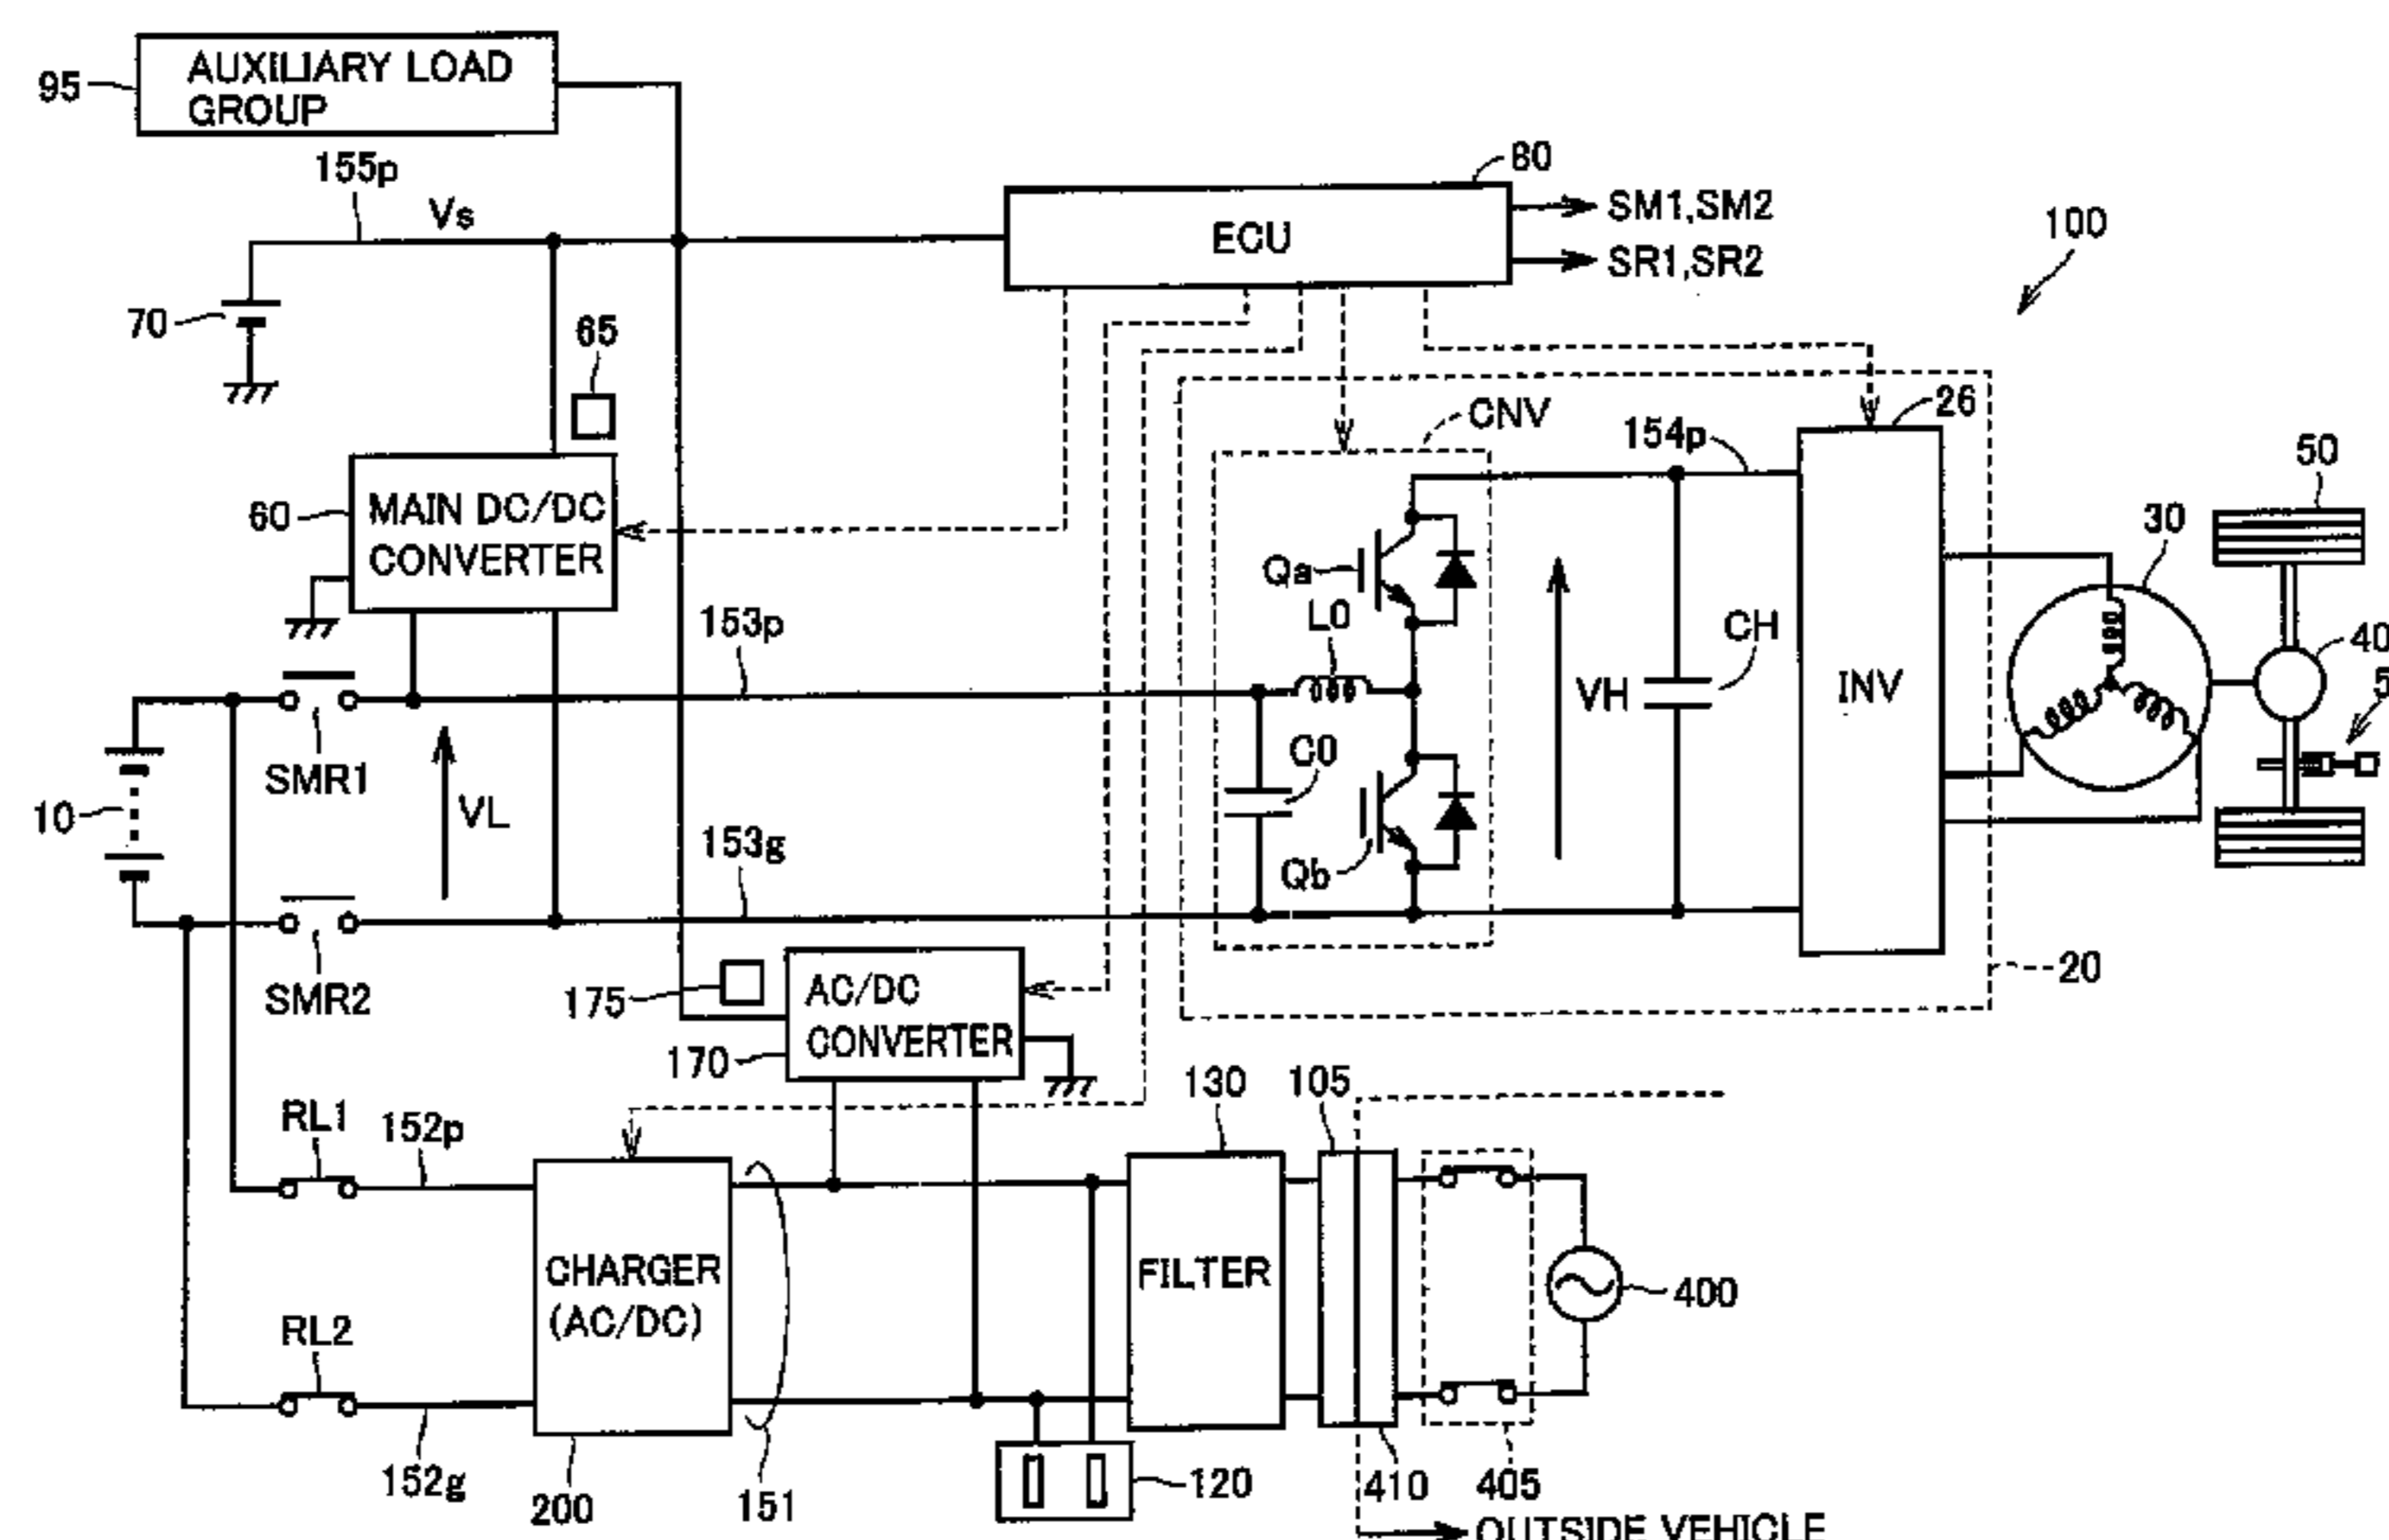 95
AUXILIARY LOAD
GROUP
155p
Vs
80
ECU
SM1,SM2
SR1,SR2
100
70
65
CNV
154p
26
50
60
MAIN DC/DC
CONVERTER
Qa
30
L0
153p
CH
40
VH
INV
SMR1
C0
5
10
VL
153g
Qb
SMR2
175
AC/DC
CONVERTER
170
20
130
105
RL1
152p
CHARGER
(AC/DC)
FILTER
400
RL2
152g
200
151
120
410
405
OUTSIDE VEHICLE